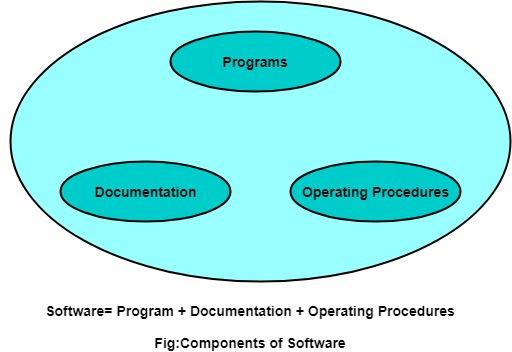 Programs
Documentation
Operating Procedures
Software= Program + Documentation + Operating Procedures
Fig:Components of Software